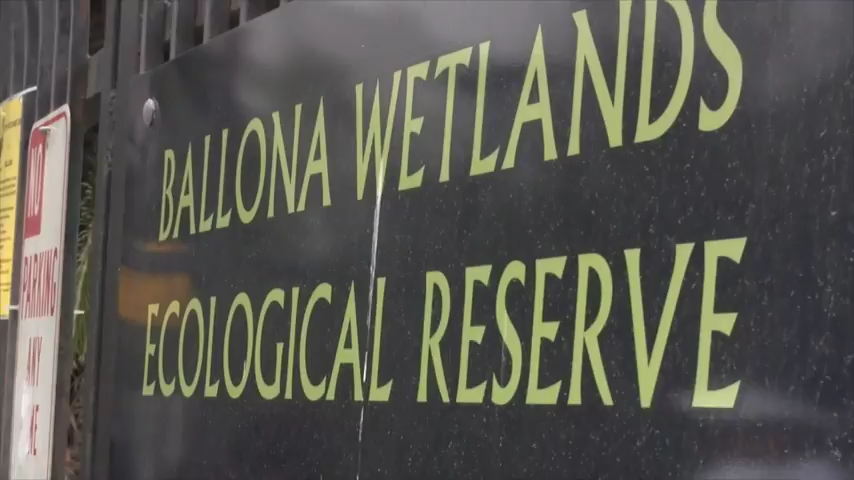 BALLONA WETLANDS
ECOLOGICAL RESERVE
NO
PARKING
ANY